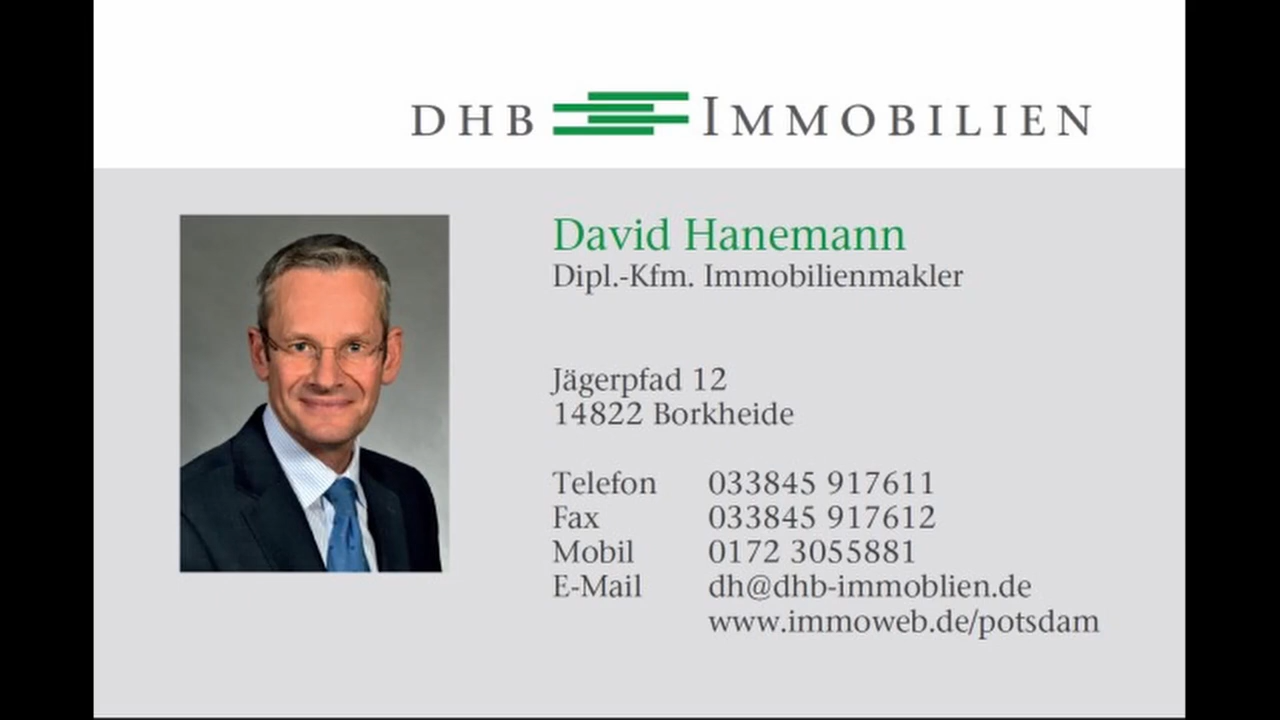 DHB IMMOBILIEN
David Hanemann
Dipl.-Kfm. Immobilienmakler
Jägerpfad 12
14822 Borkheide
Telefon 033845 917611
Fax 033845 917612
Mobil 0172 3055881
E-Mail dh@dhb-immoblien.de
www.immoweb.de/potsdam